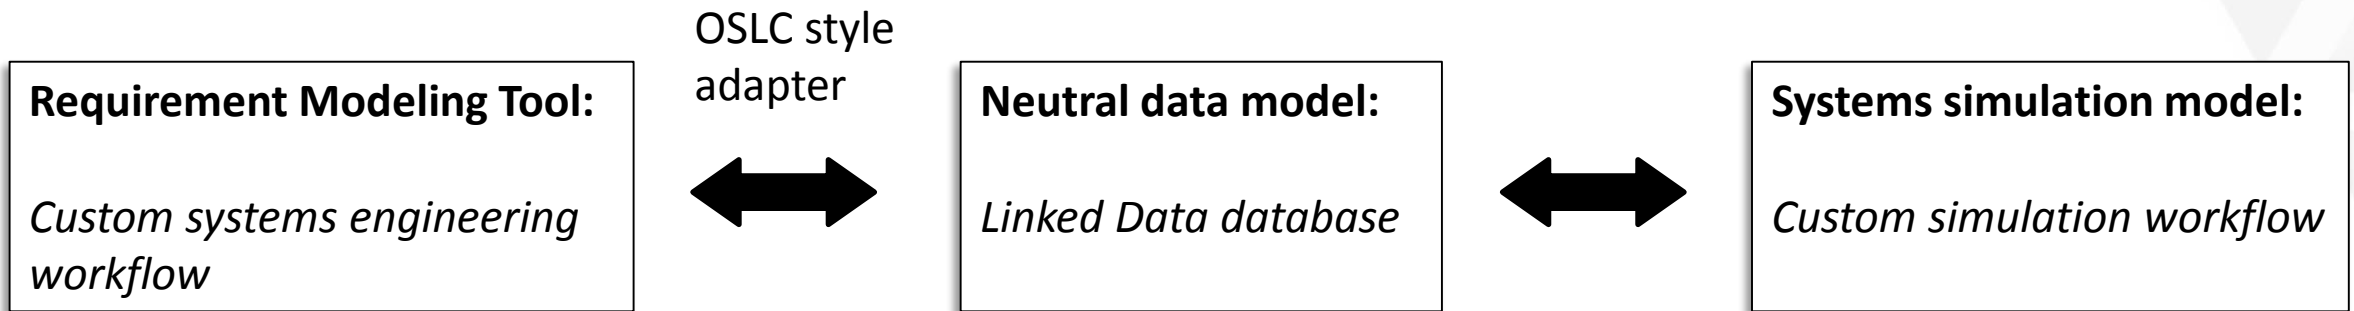 OSLC style
adapter
Requirement Modeling Tool:
Custom systems engineering
workflow
Neutral data model:
Linked Data database
Systems simulation model:
Custom simulation workflow